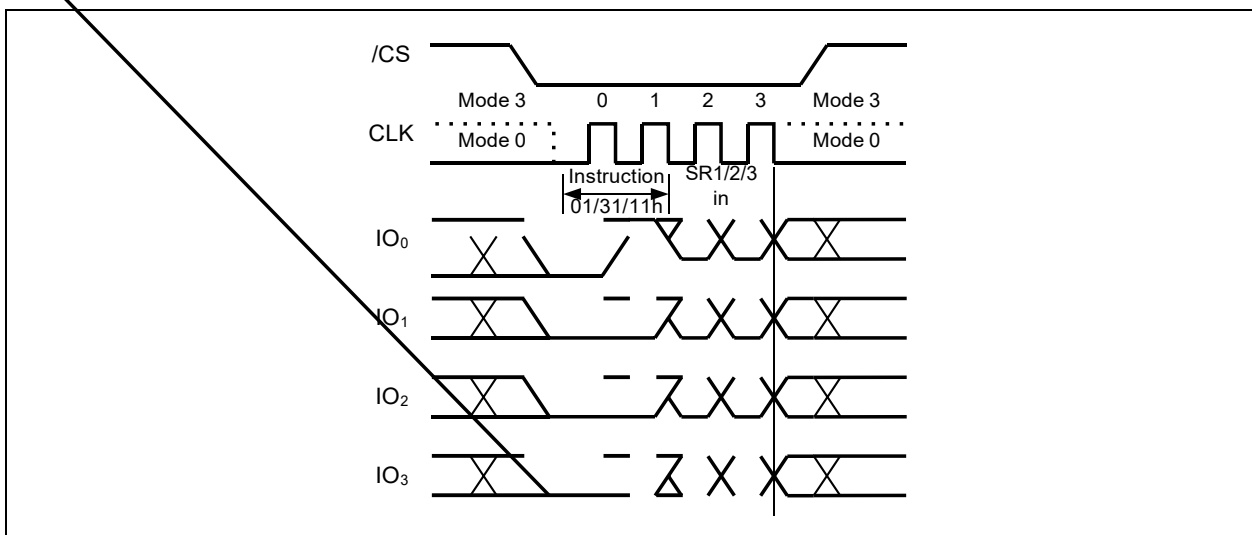 /CS
Mode 3 0 1 2 3 Mode 3
CLK
Mode 0 Mode 0
Instruction SR1/2/3
01/31/11h in
IO₀
IO₁
IO₂
IO₃